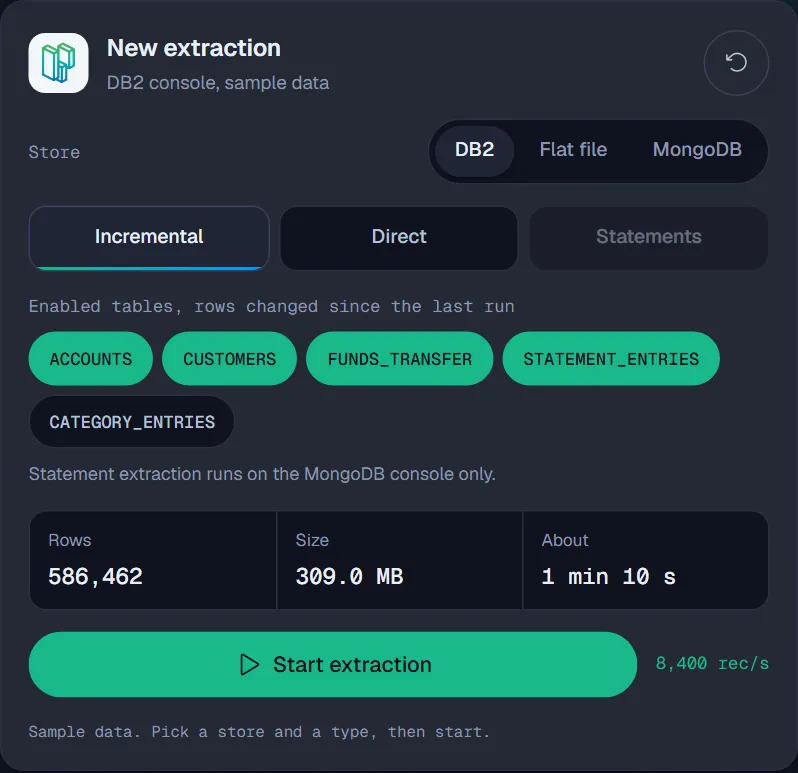 New extraction
DB2 console, sample data
Store
DB2 Flat file MongoDB
Incremental Direct Statements
Enabled tables, rows changed since the last run
ACCOUNTS CUSTOMERS FUNDS_TRANSFER STATEMENT_ENTRIES
CATEGORY_ENTRIES
Statement extraction runs on the MongoDB console only.
Rows Size About
586,462 309.0 MB 1 min 10 s
Start extraction 8,400 rec/s
Sample data. Pick a store and a type, then start.